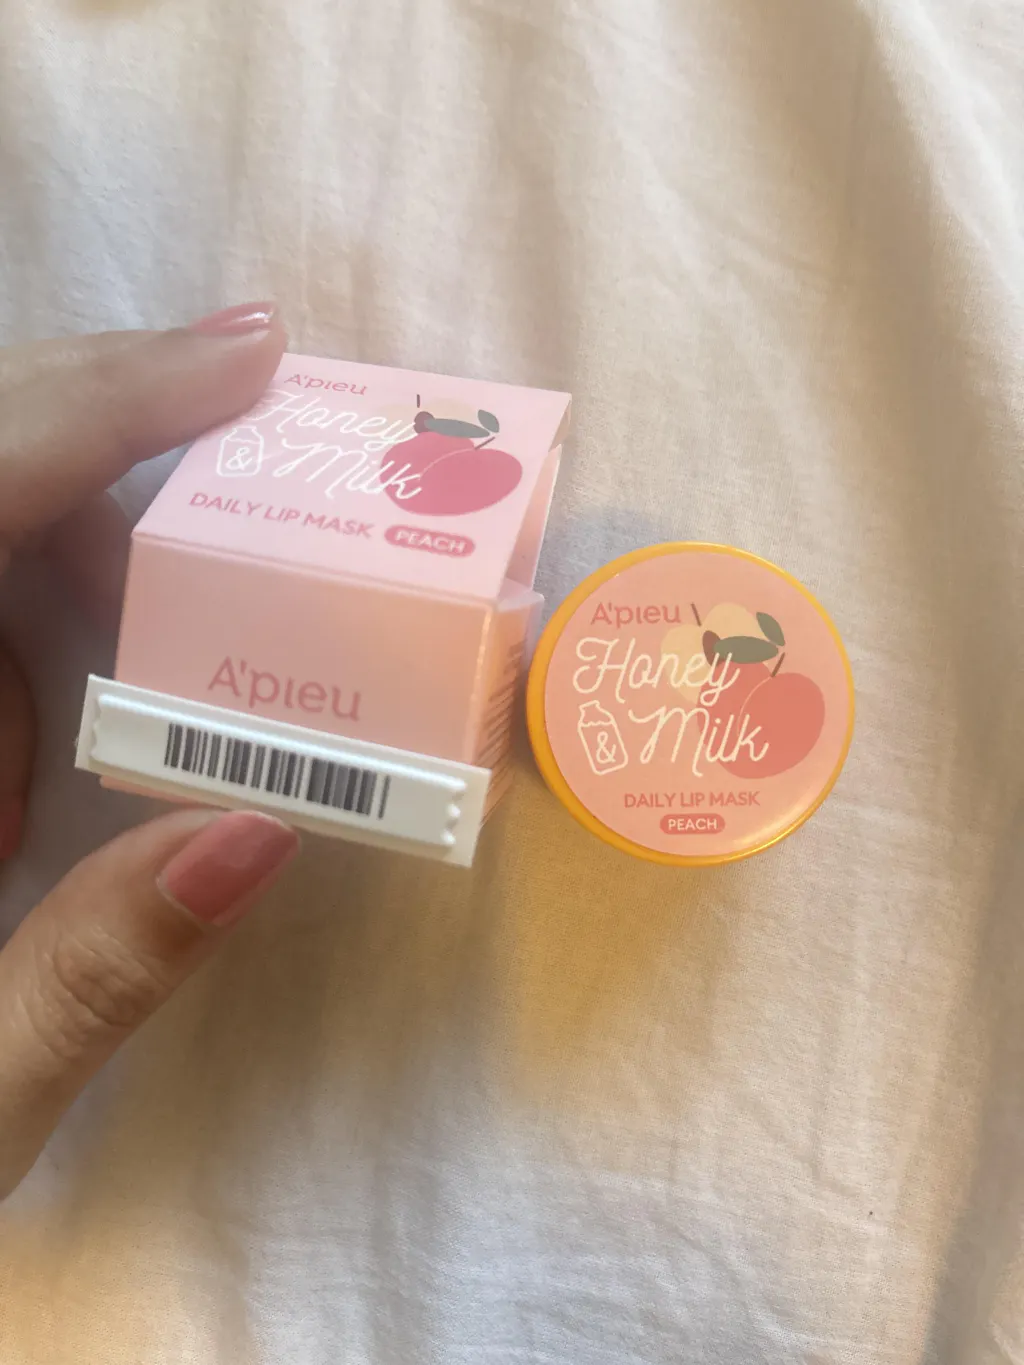 A'pieu
Honey
& Milk
DAILY LIP MASK PEACH
A'pieu
A'pieu
Honey
& Milk
DAILY LIP MASK
PEACH